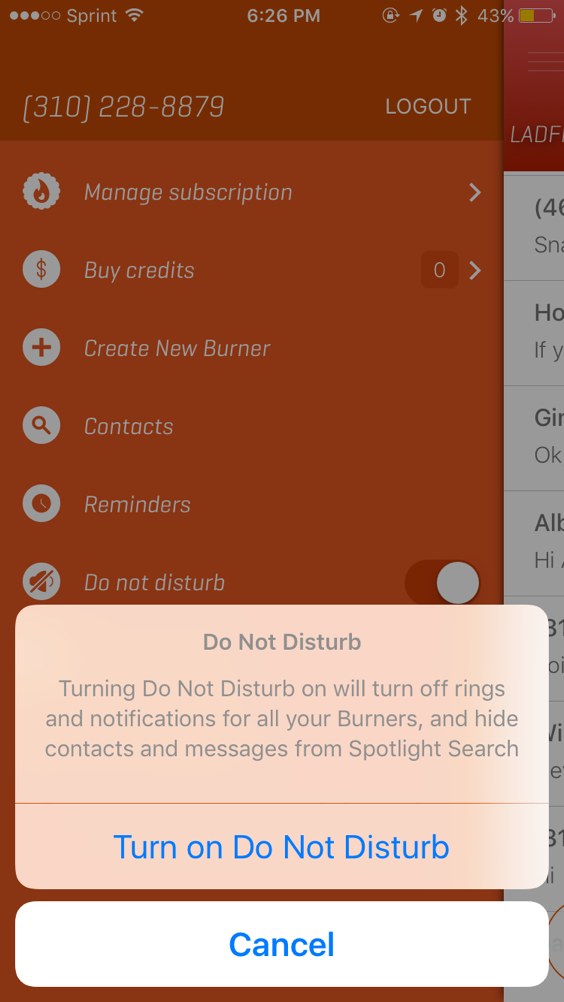 Sprint 6:26 PM 43%
(310) 228-8879 LOGOUT
Manage subscription
Buy credits 0
Create New Burner
Contacts
Reminders
Do not disturb
Do Not Disturb
Turning Do Not Disturb on will turn off rings
and notifications for all your Burners, and hide
contacts and messages from Spotlight Search
Turn on Do Not Disturb
Cancel
LADF
(46
Sna
Ho
If y
Gin
Ok
Alb
Hi